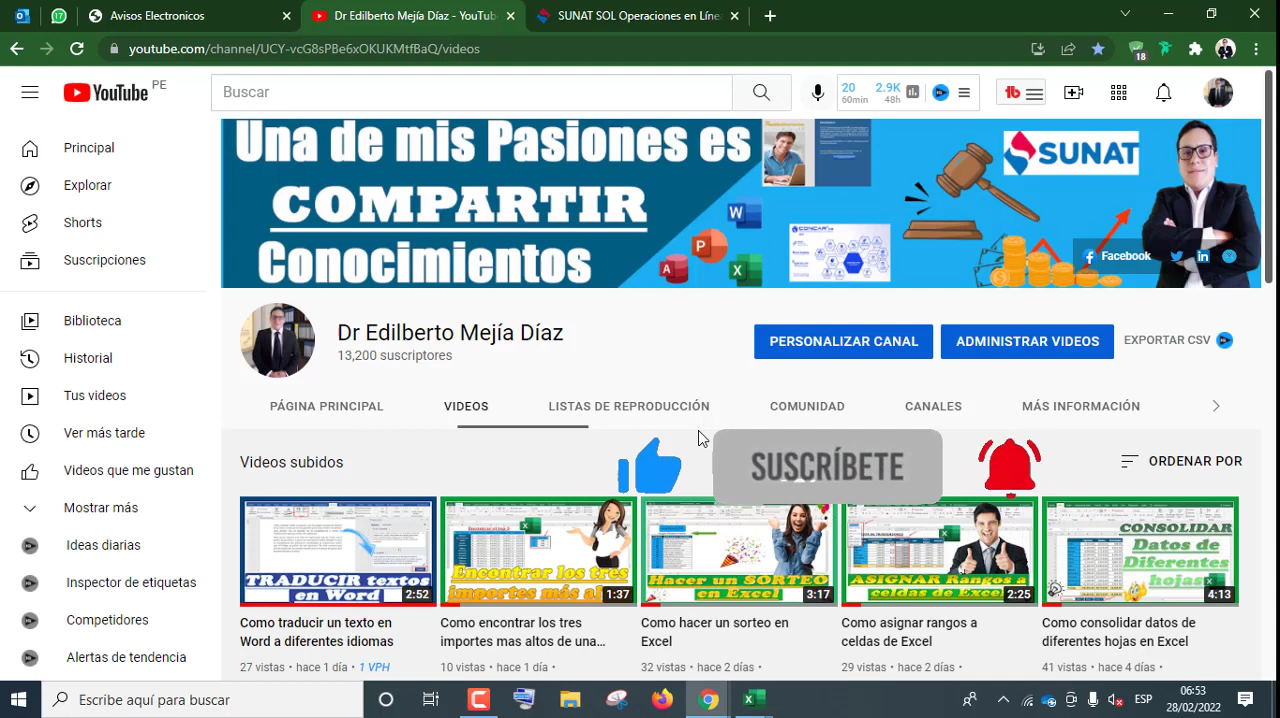 Avisos Electronicos
Dr Edilberto Mejía Díaz - YouTub
SUNAT SOL Operaciones en Líne
youtube.com/channel/UCY-vcG8sPBe6xOKUKMtfBaQ/videos
18
YouTube PE
Buscar
20 2.9K
60min 48h
Una de mis Pasiones es
COMPARTIR
Conocimientos
SUNAT
W
P
A
X
CONCAR
Facebook
Principal
Explorar
Shorts
Suscripciones
Biblioteca
Historial
Tus videos
Ver más tarde
Videos que me gustan
Mostrar más
Ideas diarias
Inspector de etiquetas
Competidores
Alertas de tendencia
Dr Edilberto Mejía Díaz
13,200 suscriptores
PERSONALIZAR CANAL
ADMINISTRAR VIDEOS
EXPORTAR CSV
PÁGINA PRINCIPAL
VIDEOS
LISTAS DE REPRODUCCIÓN
COMUNIDAD
CANALES
MÁS INFORMACIÓN
Videos subidos
SUSCRÍBETE
ORDENAR POR
TRADUCIR textos
en Word
2:52
Encontrar los tres
importes más al
1:37
Hacer un SORTEO
en Excel
3:17
ASIGNAR Rangos a
celdas de Excel
2:25
CONSOLIDAR
Datos de
Diferentes
hojas
4:13
Como traducir un texto en
Word a diferentes idiomas
27 vistas • hace 1 día • 1 VPH
Como encontrar los tres
importes mas altos de una...
10 vistas • hace 1 día •
Como hacer un sorteo en
Excel
32 vistas • hace 2 días •
Como asignar rangos a
celdas de Excel
29 vistas • hace 2 días •
Como consolidar datos de
diferentes hojas en Excel
41 vistas • hace 4 días •
Escribe aquí para buscar
ESP
06:53
28/02/2022